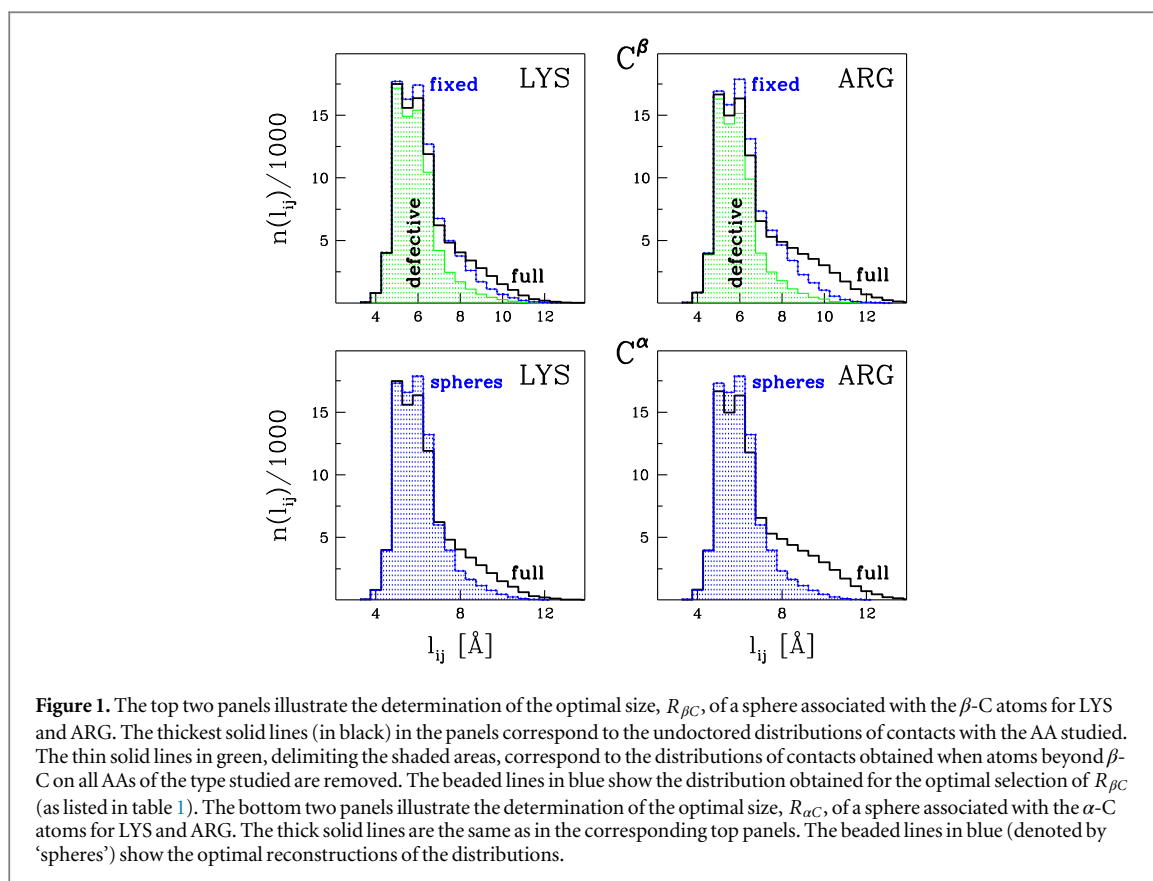 C^β
LYS
ARG
fixed
fixed
n(l_ij)/1000
15
10
5
defective
full
4 6 8 10 12
15
10
5
defective
full
4 6 8 10 12
C^α
LYS
ARG
spheres
spheres
n(l_ij)/1000
15
10
5
full
4 8 12
15
10
5
full
4 6 8 10 12
l_ij [Å]
l_ij [Å]
Figure 1. The top two panels illustrate the determination of the optimal size, R_βC, of a sphere associated with the β-C atoms for LYS
and ARG. The thickest solid lines (in black) in the panels correspond to the undoctored distributions of contacts with the AA studied.
The thin solid lines in green, delimiting the shaded areas, correspond to the distributions of contacts obtained when atoms beyond β-
C on all AAs of the type studied are removed. The beaded lines in blue show the distribution obtained for the optimal selection of R_βC
(as listed in table 1). The bottom two panels illustrate the determination of the optimal size, R_αC, of a sphere associated with the α-C
atoms for LYS and ARG. The thick solid lines are the same as in the corresponding top panels. The beaded lines in blue (denoted by
‘spheres’) show the optimal reconstructions of the distributions.